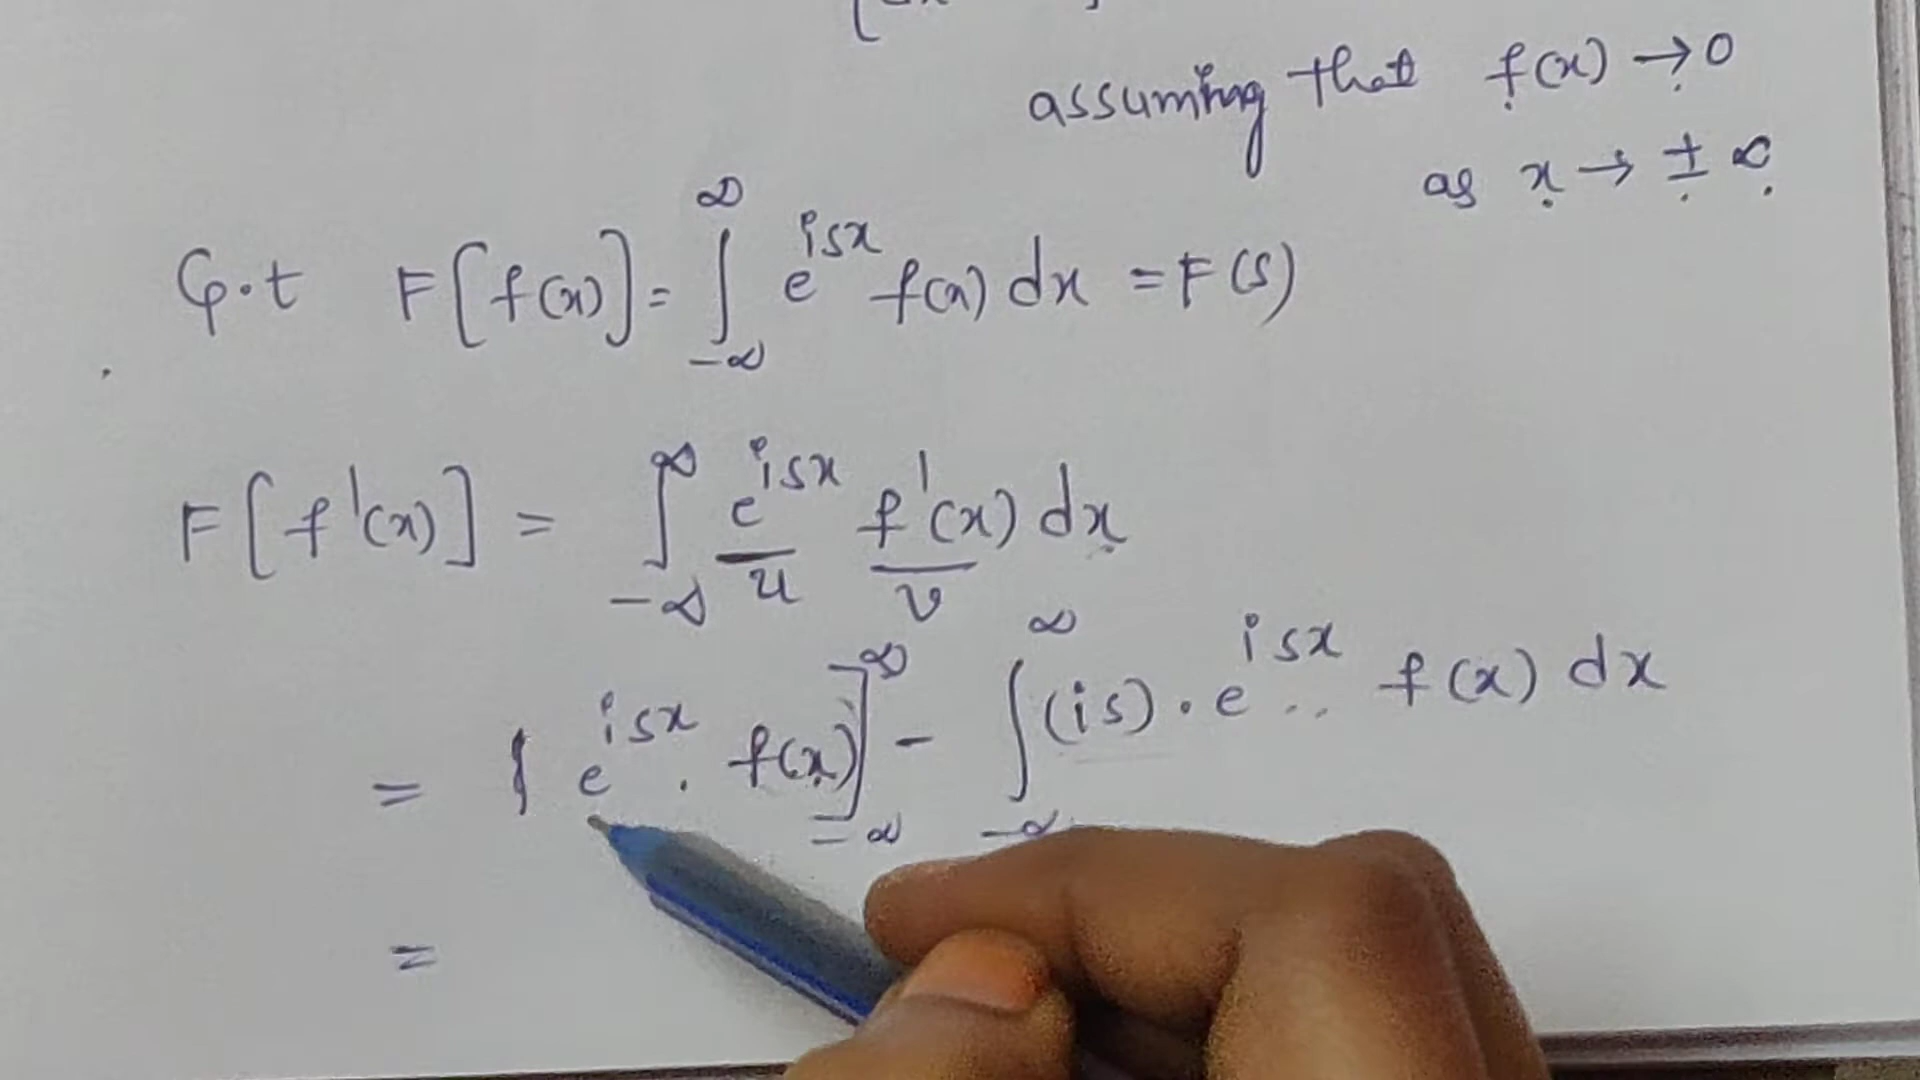 assuming that f(x) → 0
as x → ± ∞
G.t F[f(x)] = ∫_{-∞}^{∞} e^{isx} f(x) dx = F(s)
F[f'(x)] = ∫_{-∞}^{∞} e^{isx} f'(x) dx
u v
= [e^{isx} . f(x)]_{-∞}^{∞} - ∫_{-∞}^{∞} (is) . e^{isx} f(x) dx
=